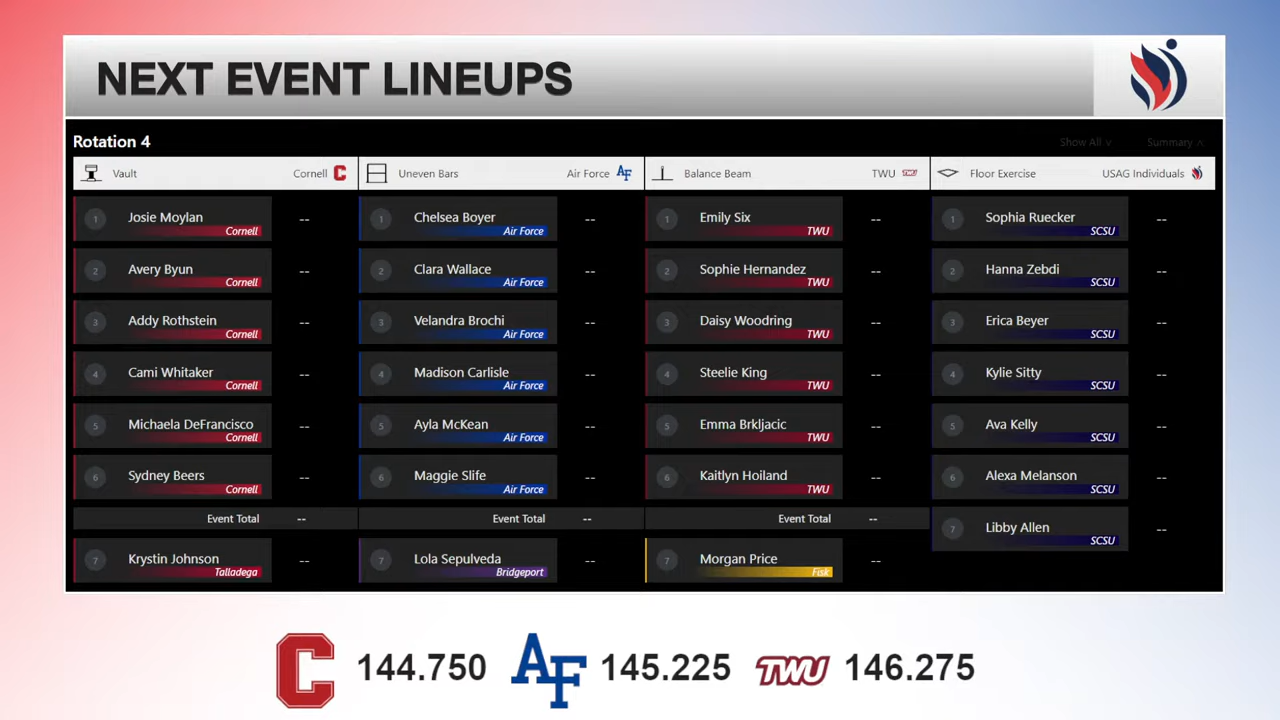 NEXT EVENT LINEUPS
Rotation 4
Show All
Summary
Vault
Cornell
C
Uneven Bars
Air Force
AF
Balance Beam
TWU
TWU
Floor Exercise
USAG Individuals
1
Josie Moylan
Cornell
--
2
Avery Byun
Cornell
--
3
Addy Rothstein
Cornell
--
4
Cami Whitaker
Cornell
--
5
Michaela DeFrancisco
Cornell
--
6
Sydney Beers
Cornell
--
Event Total --
7
Krystin Johnson
Talladega
--
1
Chelsea Boyer
Air Force
--
2
Clara Wallace
Air Force
--
3
Velandra Brochi
Air Force
--
4
Madison Carlisle
Air Force
--
5
Ayla McKean
Air Force
--
6
Maggie Slife
Air Force
--
Event Total --
7
Lola Sepulveda
Bridgeport
--
1
Emily Six
TWU
--
2
Sophie Hernandez
TWU
--
3
Daisy Woodring
TWU
--
4
Steelie King
TWU
--
5
Emma Brkljacic
TWU
--
6
Kaitlyn Hoiland
TWU
--
Event Total --
7
Morgan Price
Fisk
--
1
Sophia Ruecker
SCSU
--
2
Hanna Zebdi
SCSU
--
3
Erica Beyer
SCSU
--
4
Kylie Sitty
SCSU
--
5
Ava Kelly
SCSU
--
6
Alexa Melanson
SCSU
--
7
Libby Allen
SCSU
--
C 144.750 AF 145.225 TWU 146.275